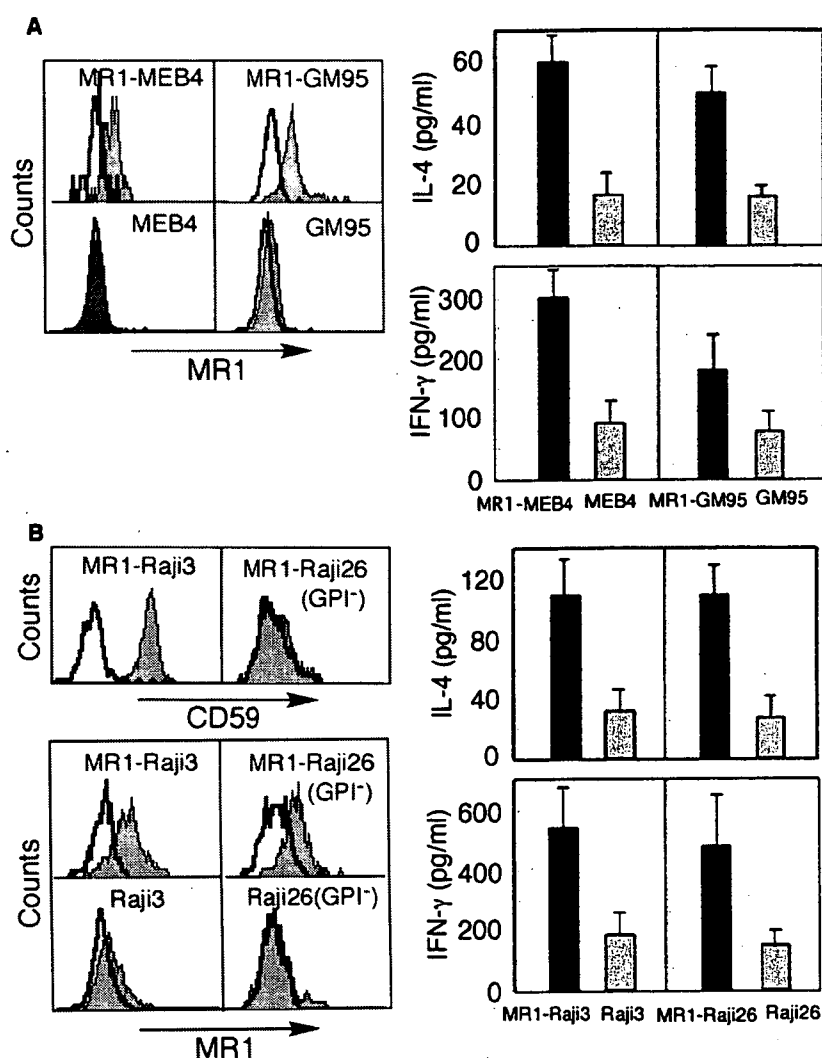 A
MR1-MEB4
MR1-GM95
MEB4
GM95
Counts
MR1
IL-4 (pg/ml)
60
40
20
0
IFN-γ (pg/ml)
300
200
100
0
MR1-MEB4 MEB4 MR1-GM95 GM95
B
MR1-Raji3
MR1-Raji26
(GPI⁻)
Counts
CD59
MR1-Raji3
MR1-Raji26
(GPI⁻)
Raji3
Raji26(GPI⁻)
Counts
MR1
IL-4 (pg/ml)
120
80
40
0
IFN-γ (pg/ml)
600
400
200
0
MR1-Raji3 Raji3 MR1-Raji26 Raji26